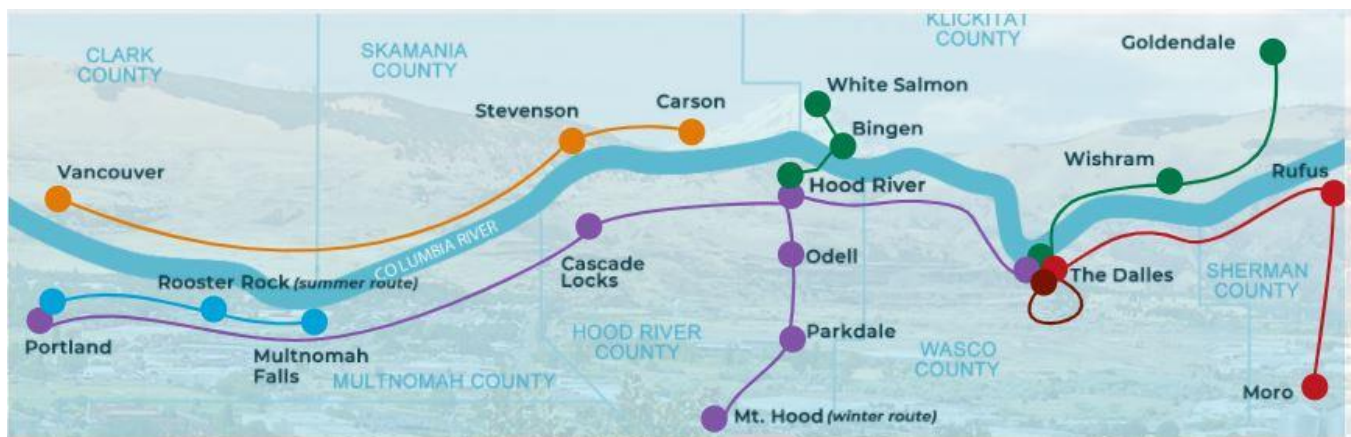 CLARK
COUNTY
SKAMANIA
COUNTY
KLICKITAT
COUNTY
Goldendale
White Salmon
Stevenson
Carson
Bingen
Vancouver
Wishram
Rufus
Hood River
COLUMBIA RIVER
Rooster Rock (summer route)
Cascade
Locks
Odell
The Dalles
SHERMAN
COUNTY
Portland
Multnomah
Falls
HOOD RIVER
COUNTY
Parkdale
WASCO
COUNTY
MULTNOMAH COUNTY
Moro
Mt. Hood (winter route)